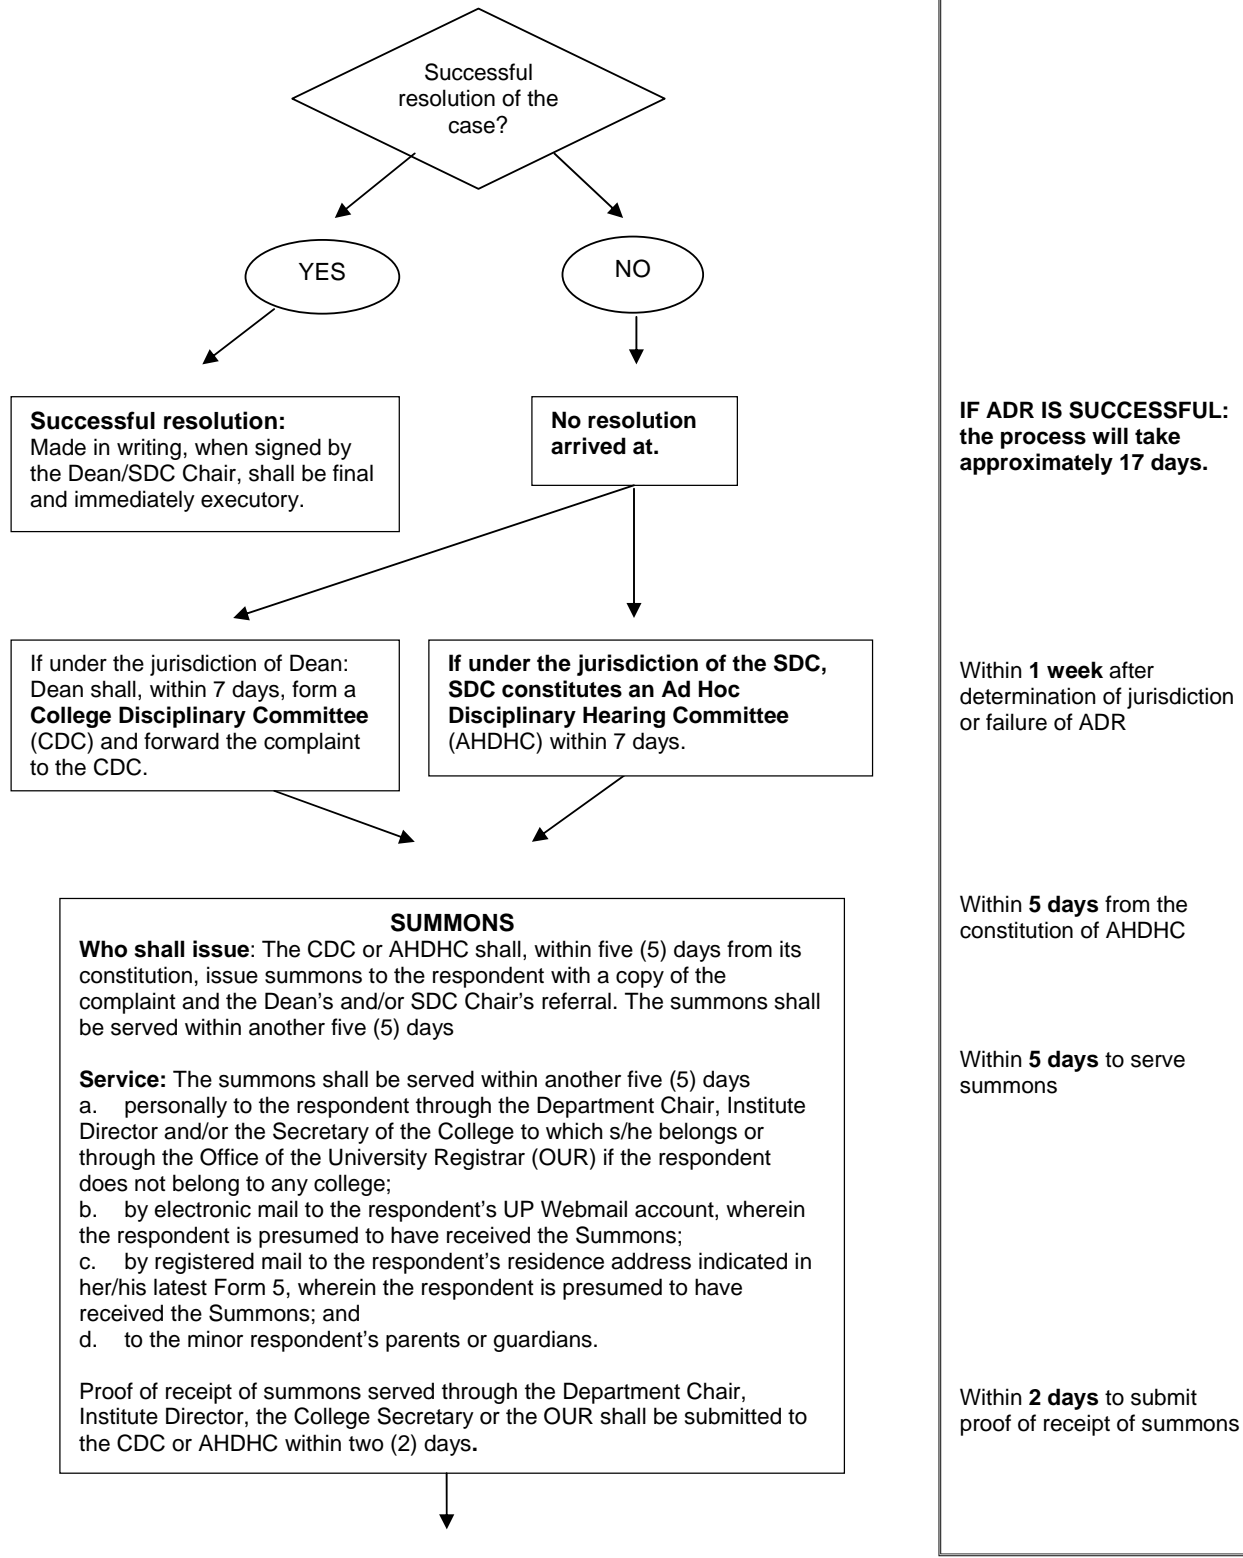 Successful
resolution of the
case?
YES
NO
Successful resolution:
Made in writing, when signed by
the Dean/SDC Chair, shall be final
and immediately executory.
No resolution
arrived at.
IF ADR IS SUCCESSFUL:
the process will take
approximately 17 days.
If under the jurisdiction of Dean:
Dean shall, within 7 days, form a
College Disciplinary Committee
(CDC) and forward the complaint
to the CDC.
If under the jurisdiction of the SDC,
SDC constitutes an Ad Hoc
Disciplinary Hearing Committee
(AHDHC) within 7 days.
Within 1 week after
determination of jurisdiction
or failure of ADR
SUMMONS
Who shall issue: The CDC or AHDHC shall, within five (5) days from its
constitution, issue summons to the respondent with a copy of the
complaint and the Dean’s and/or SDC Chair’s referral. The summons shall
be served within another five (5) days
Within 5 days from the
constitution of AHDHC
Service: The summons shall be served within another five (5) days
a. personally to the respondent through the Department Chair, Institute
Director and/or the Secretary of the College to which s/he belongs or
through the Office of the University Registrar (OUR) if the respondent
does not belong to any college;
b. by electronic mail to the respondent’s UP Webmail account, wherein
the respondent is presumed to have received the Summons;
c. by registered mail to the respondent’s residence address indicated in
her/his latest Form 5, wherein the respondent is presumed to have
received the Summons; and
d. to the minor respondent’s parents or guardians.
Within 5 days to serve
summons
Proof of receipt of summons served through the Department Chair,
Institute Director, the College Secretary or the OUR shall be submitted to
the CDC or AHDHC within two (2) days.
Within 2 days to submit
proof of receipt of summons